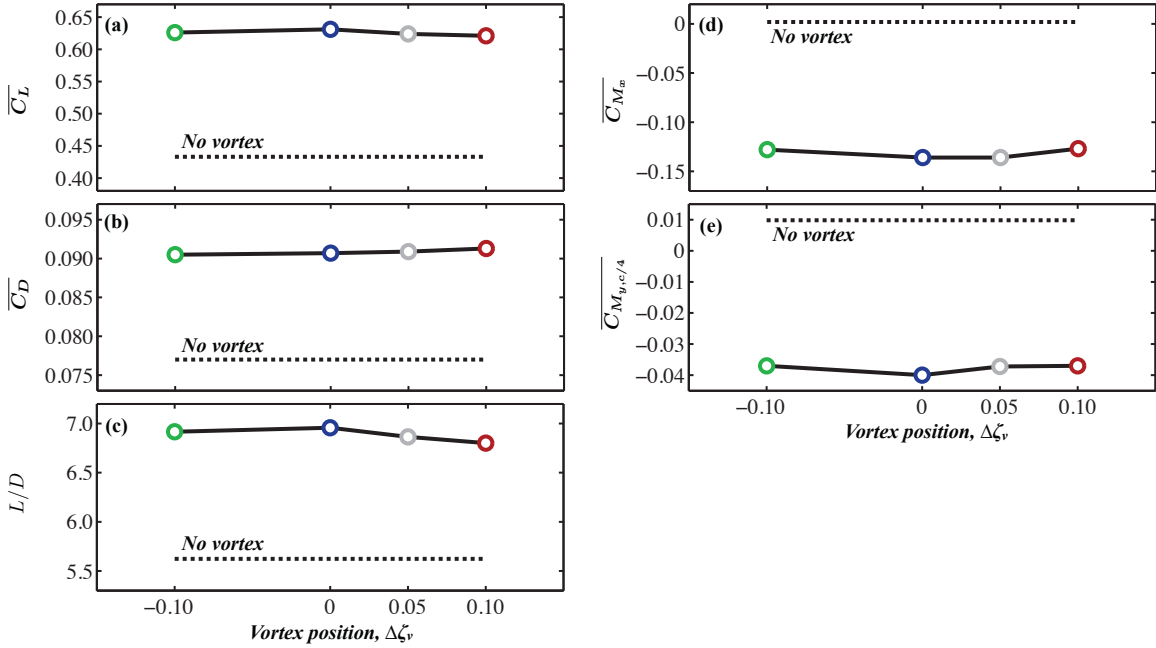 (a)
0.65
0.60
0.55
0.50
0.45
0.40
C_L
No vortex
(b)
0.095
0.090
0.085
0.080
0.075
C_D
No vortex
(c)
7.0
6.5
6.0
5.5
L/D
No vortex
−0.10 0 0.05 0.10
Vortex position, Δζv
(d)
0
−0.05
−0.10
−0.15
C_{M_x}
No vortex
(e)
0.01
0
−0.01
−0.02
−0.03
−0.04
C_{M_{y,c/4}}
No vortex
−0.10 0 0.05 0.10
Vortex position, Δζv